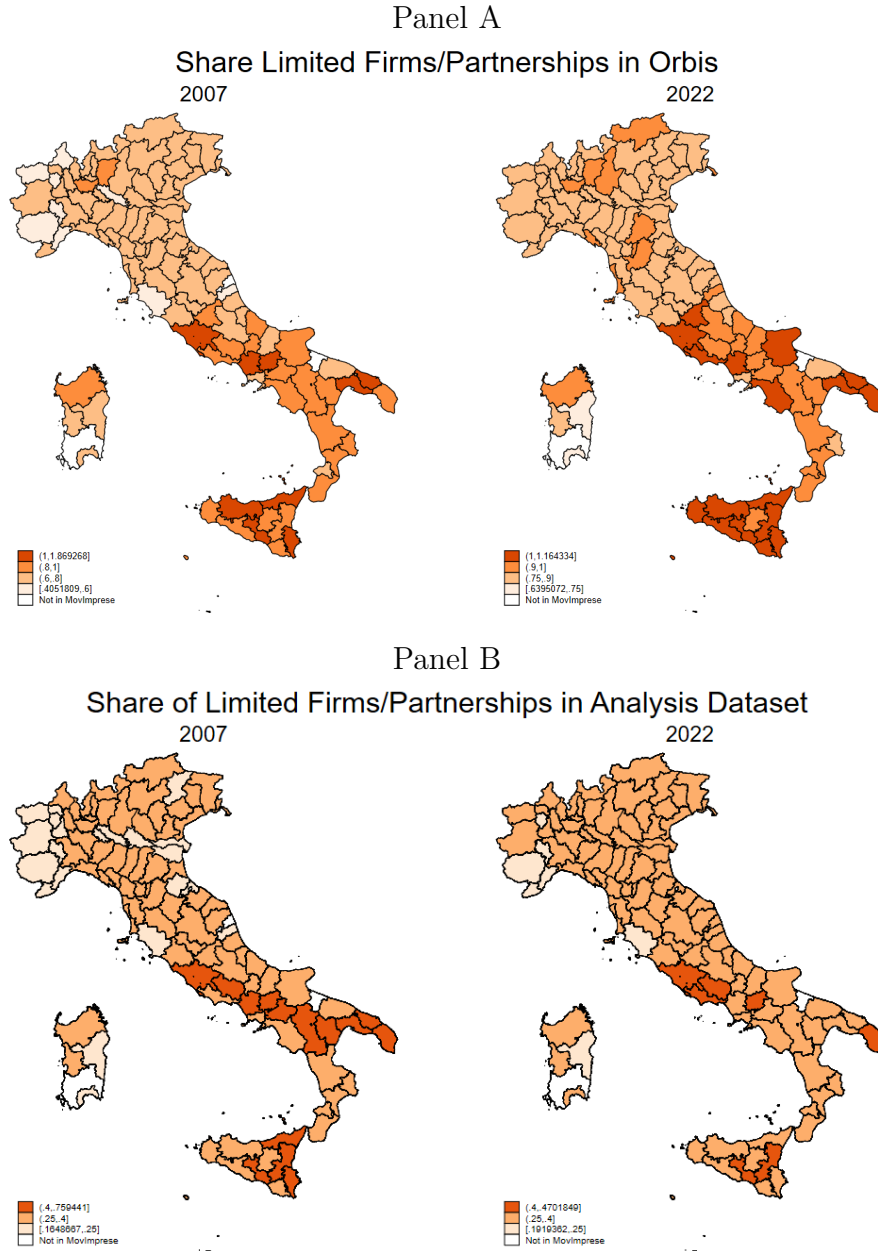 Panel A
Share Limited Firms/Partnerships in Orbis
2007
2022
(1,1.869268]
(.8,1]
(.6,.8]
[.4051809,.6]
Not in MovImprese
(1,1.164334]
(.9,1]
(.75,.9]
[.6395072,.75]
Not in MovImprese
Panel B
Share of Limited Firms/Partnerships in Analysis Dataset
2007
2022
(.4,.759441]
(.25,.4]
[.1648667,.25]
Not in MovImprese
(.4,.4701849]
(.25,.4]
[.1919362,.25]
Not in MovImprese